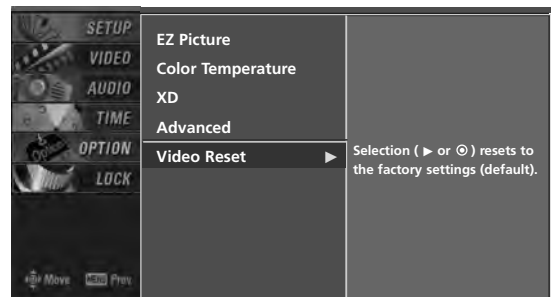 SETUP
VIDEO
AUDIO
TIME
OPTION
LOCK
Move MENU Prev
EZ Picture
Color Temperature
XD
Advanced
Video Reset ▶
Selection ( ▶ or ⊙ ) resets to
the factory settings (default).